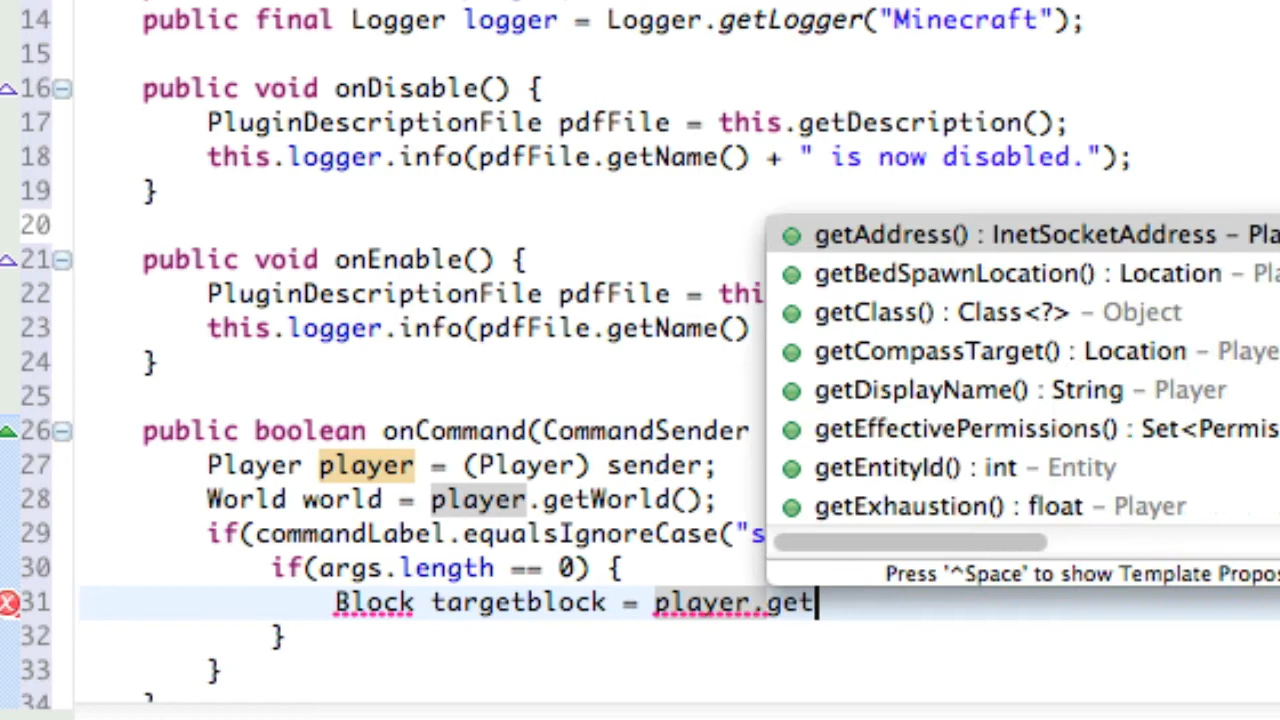 14 public final Logger logger = Logger.getLogger("Minecraft");
15
16 public void onDisable() {
17 PluginDescriptionFile pdfFile = this.getDescription();
18 this.logger.info(pdfFile.getName() + " is now disabled.");
19 }
20
21 public void onEnable() {
22 PluginDescriptionFile pdfFile = thi
23 this.logger.info(pdfFile.getName()
24 }
25
26 public boolean onCommand(CommandSender
27 Player player = (Player) sender;
28 World world = player.getWorld();
29 if(commandLabel.equalsIgnoreCase("s
30 if(args.length == 0) {
31 Block targetblock = player.get
32 }
33 }
34 }
getAddress() : InetSocketAddress – Pla
getBedSpawnLocation() : Location – Pla
getClass() : Class<?> – Object
getCompassTarget() : Location – Playe
getDisplayName() : String – Player
getEffectivePermissions() : Set<Permis
getEntityId() : int – Entity
getExhaustion() : float – Player
Press '^Space' to show Template Propos